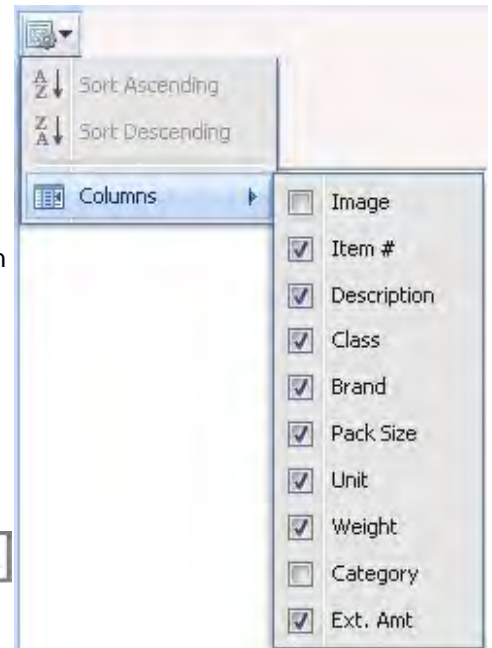 Sort Ascending
Sort Descending
Columns
Image
Item #
Description
Class
Brand
Pack Size
Unit
Weight
Category
Ext. Amt